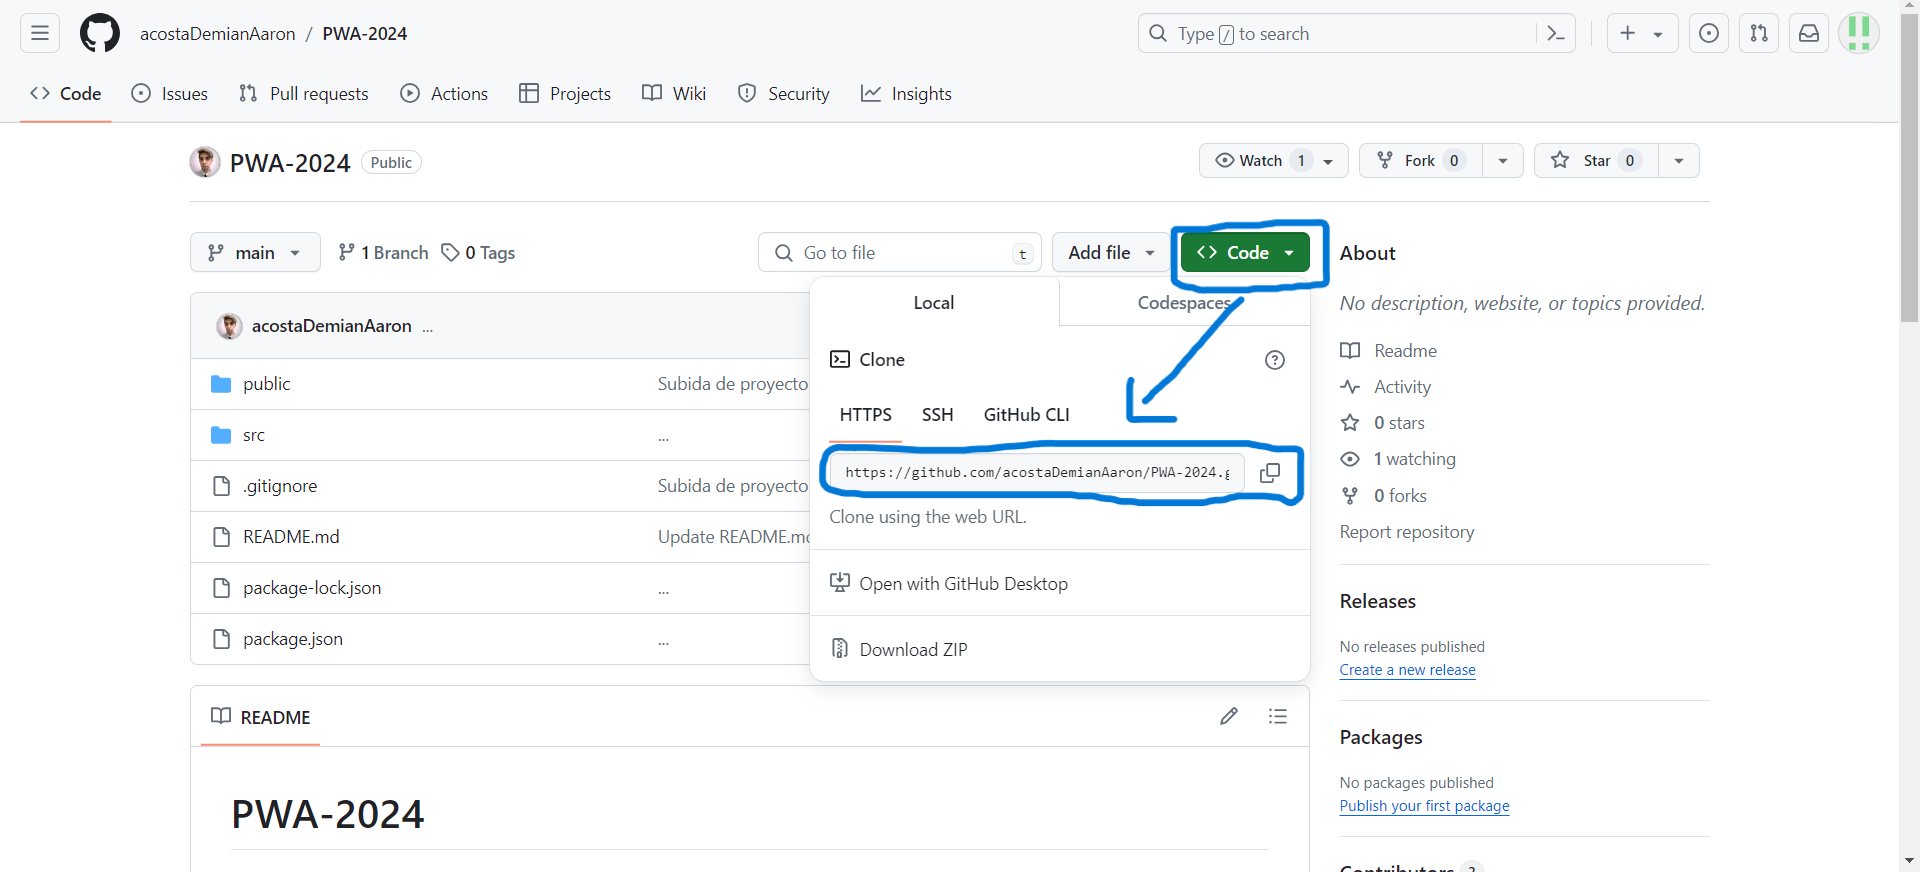 acostaDemianAaron / PWA-2024
Type / to search
Code
Issues
Pull requests
Actions
Projects
Wiki
Security
Insights
PWA-2024 Public
Watch 1
Fork 0
Star 0
main
1 Branch
0 Tags
Go to file t
Add file
Code
About
Local
Codespaces
No description, website, or topics provided.
acostaDemianAaron ...
Clone
Readme
public Subida de proyecto
Activity
HTTPS
SSH
GitHub CLI
0 stars
src ...
1 watching
https://github.com/acostaDemianAaron/PWA-2024.g
.gitignore Subida de proyecto
0 forks
Clone using the web URL.
Report repository
README.md Update README.md
Open with GitHub Desktop
package-lock.json ...
Releases
package.json ...
Download ZIP
No releases published
Create a new release
README
Packages
No packages published
Publish your first package
PWA-2024
Contributors 2